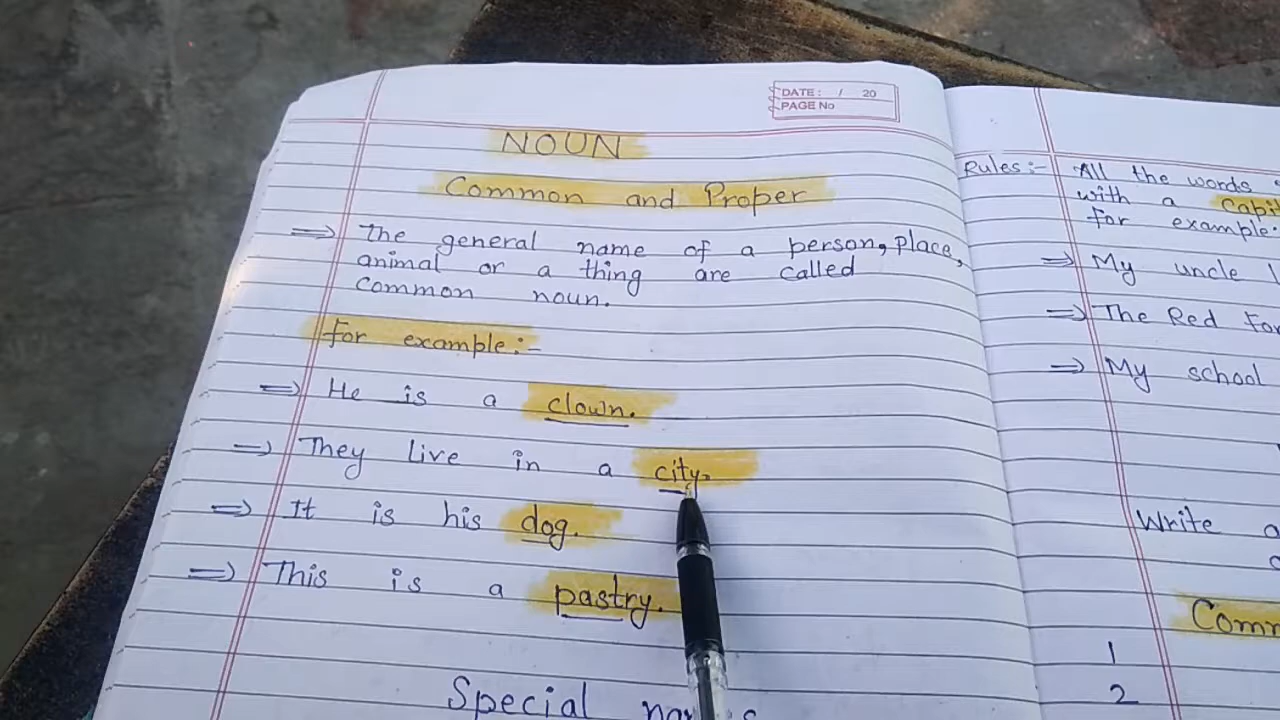 DATE: / 20
PAGE No
NOUN
Common and Proper
⇒ The general name of a person, place,
animal or a thing are called
common noun.
For example:-
⇒ He is a clown.
⇒ They live in a city.
⇒ It is his dog.
⇒ This is a pastry.
Special
Rules:- All the words
with a
For example:
⇒ My uncle
⇒ The Red
⇒ My school
Write a
1
2